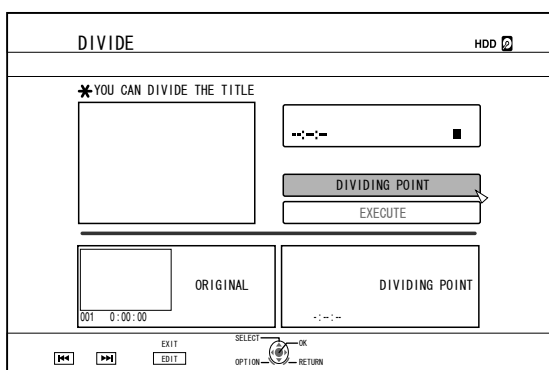 DIVIDE
HDD
YOU CAN DIVIDE THE TITLE
--:--:--
DIVIDING POINT
EXECUTE
ORIGINAL
001 0:00:00
DIVIDING POINT
-:--:--
EXIT
EDIT
SELECT
OK
OPTION
RETURN